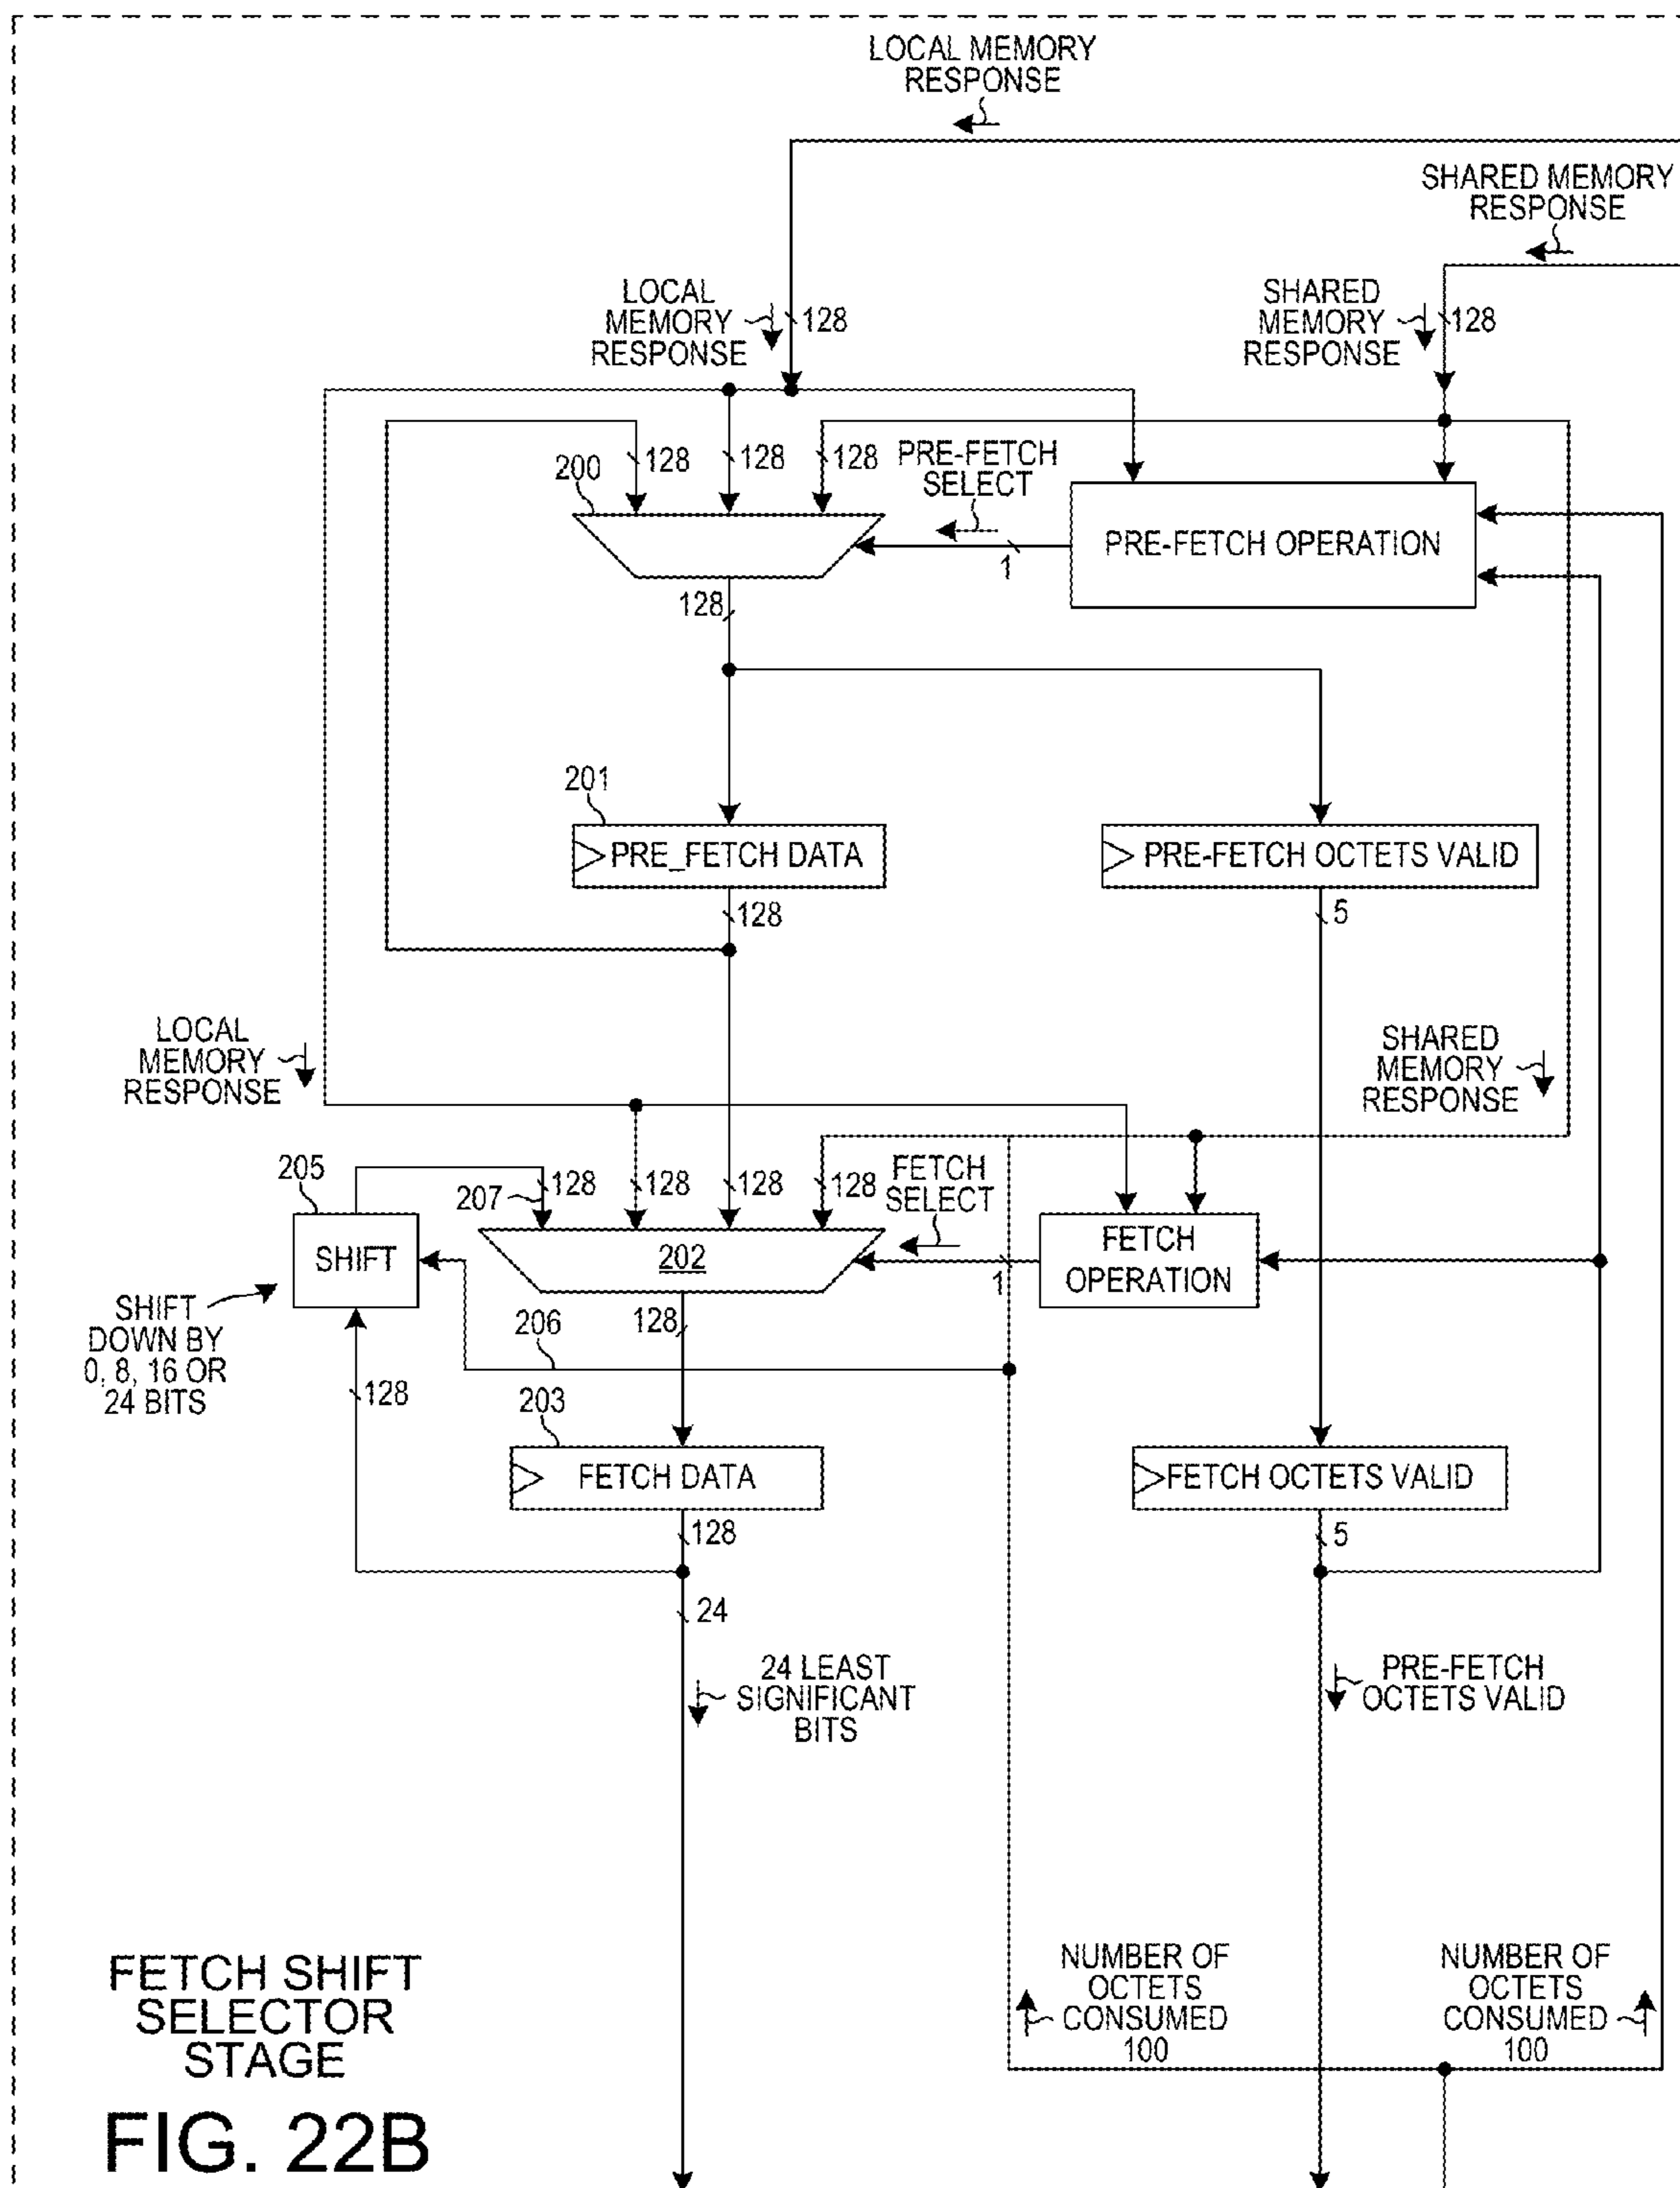 LOCAL MEMORY
RESPONSE
SHARED MEMORY
RESPONSE
LOCAL
MEMORY
RESPONSE
128
SHARED
MEMORY
RESPONSE
128
200
128
128
128
PRE-FETCH
SELECT
1
PRE-FETCH OPERATION
128
201
PRE_FETCH DATA
PRE-FETCH OCTETS VALID
128
5
LOCAL
MEMORY
RESPONSE
SHARED
MEMORY
RESPONSE
205
207
128
128
128
128
FETCH
SELECT
SHIFT
202
1
FETCH
OPERATION
SHIFT
DOWN BY
0, 8, 16 OR
24 BITS
128
206
128
203
FETCH DATA
FETCH OCTETS VALID
128
5
24
24 LEAST
SIGNIFICANT
BITS
PRE-FETCH
OCTETS VALID
NUMBER OF
OCTETS
CONSUMED
100
NUMBER OF
OCTETS
CONSUMED
100
FETCH SHIFT
SELECTOR
STAGE
FIG. 22B